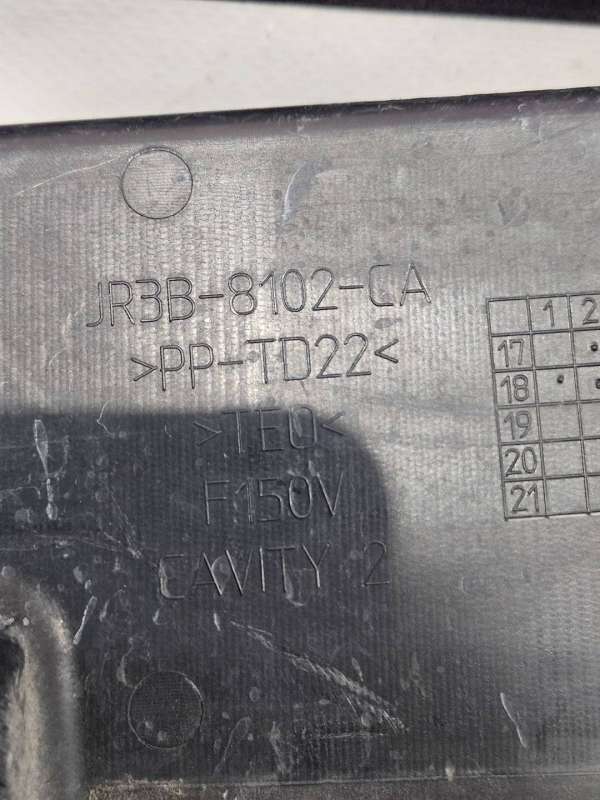 JR3B-8102-CA
>PP-TD22<
>TEO<
F150V
CAVITY 2
1 2
17
18
19
20
21